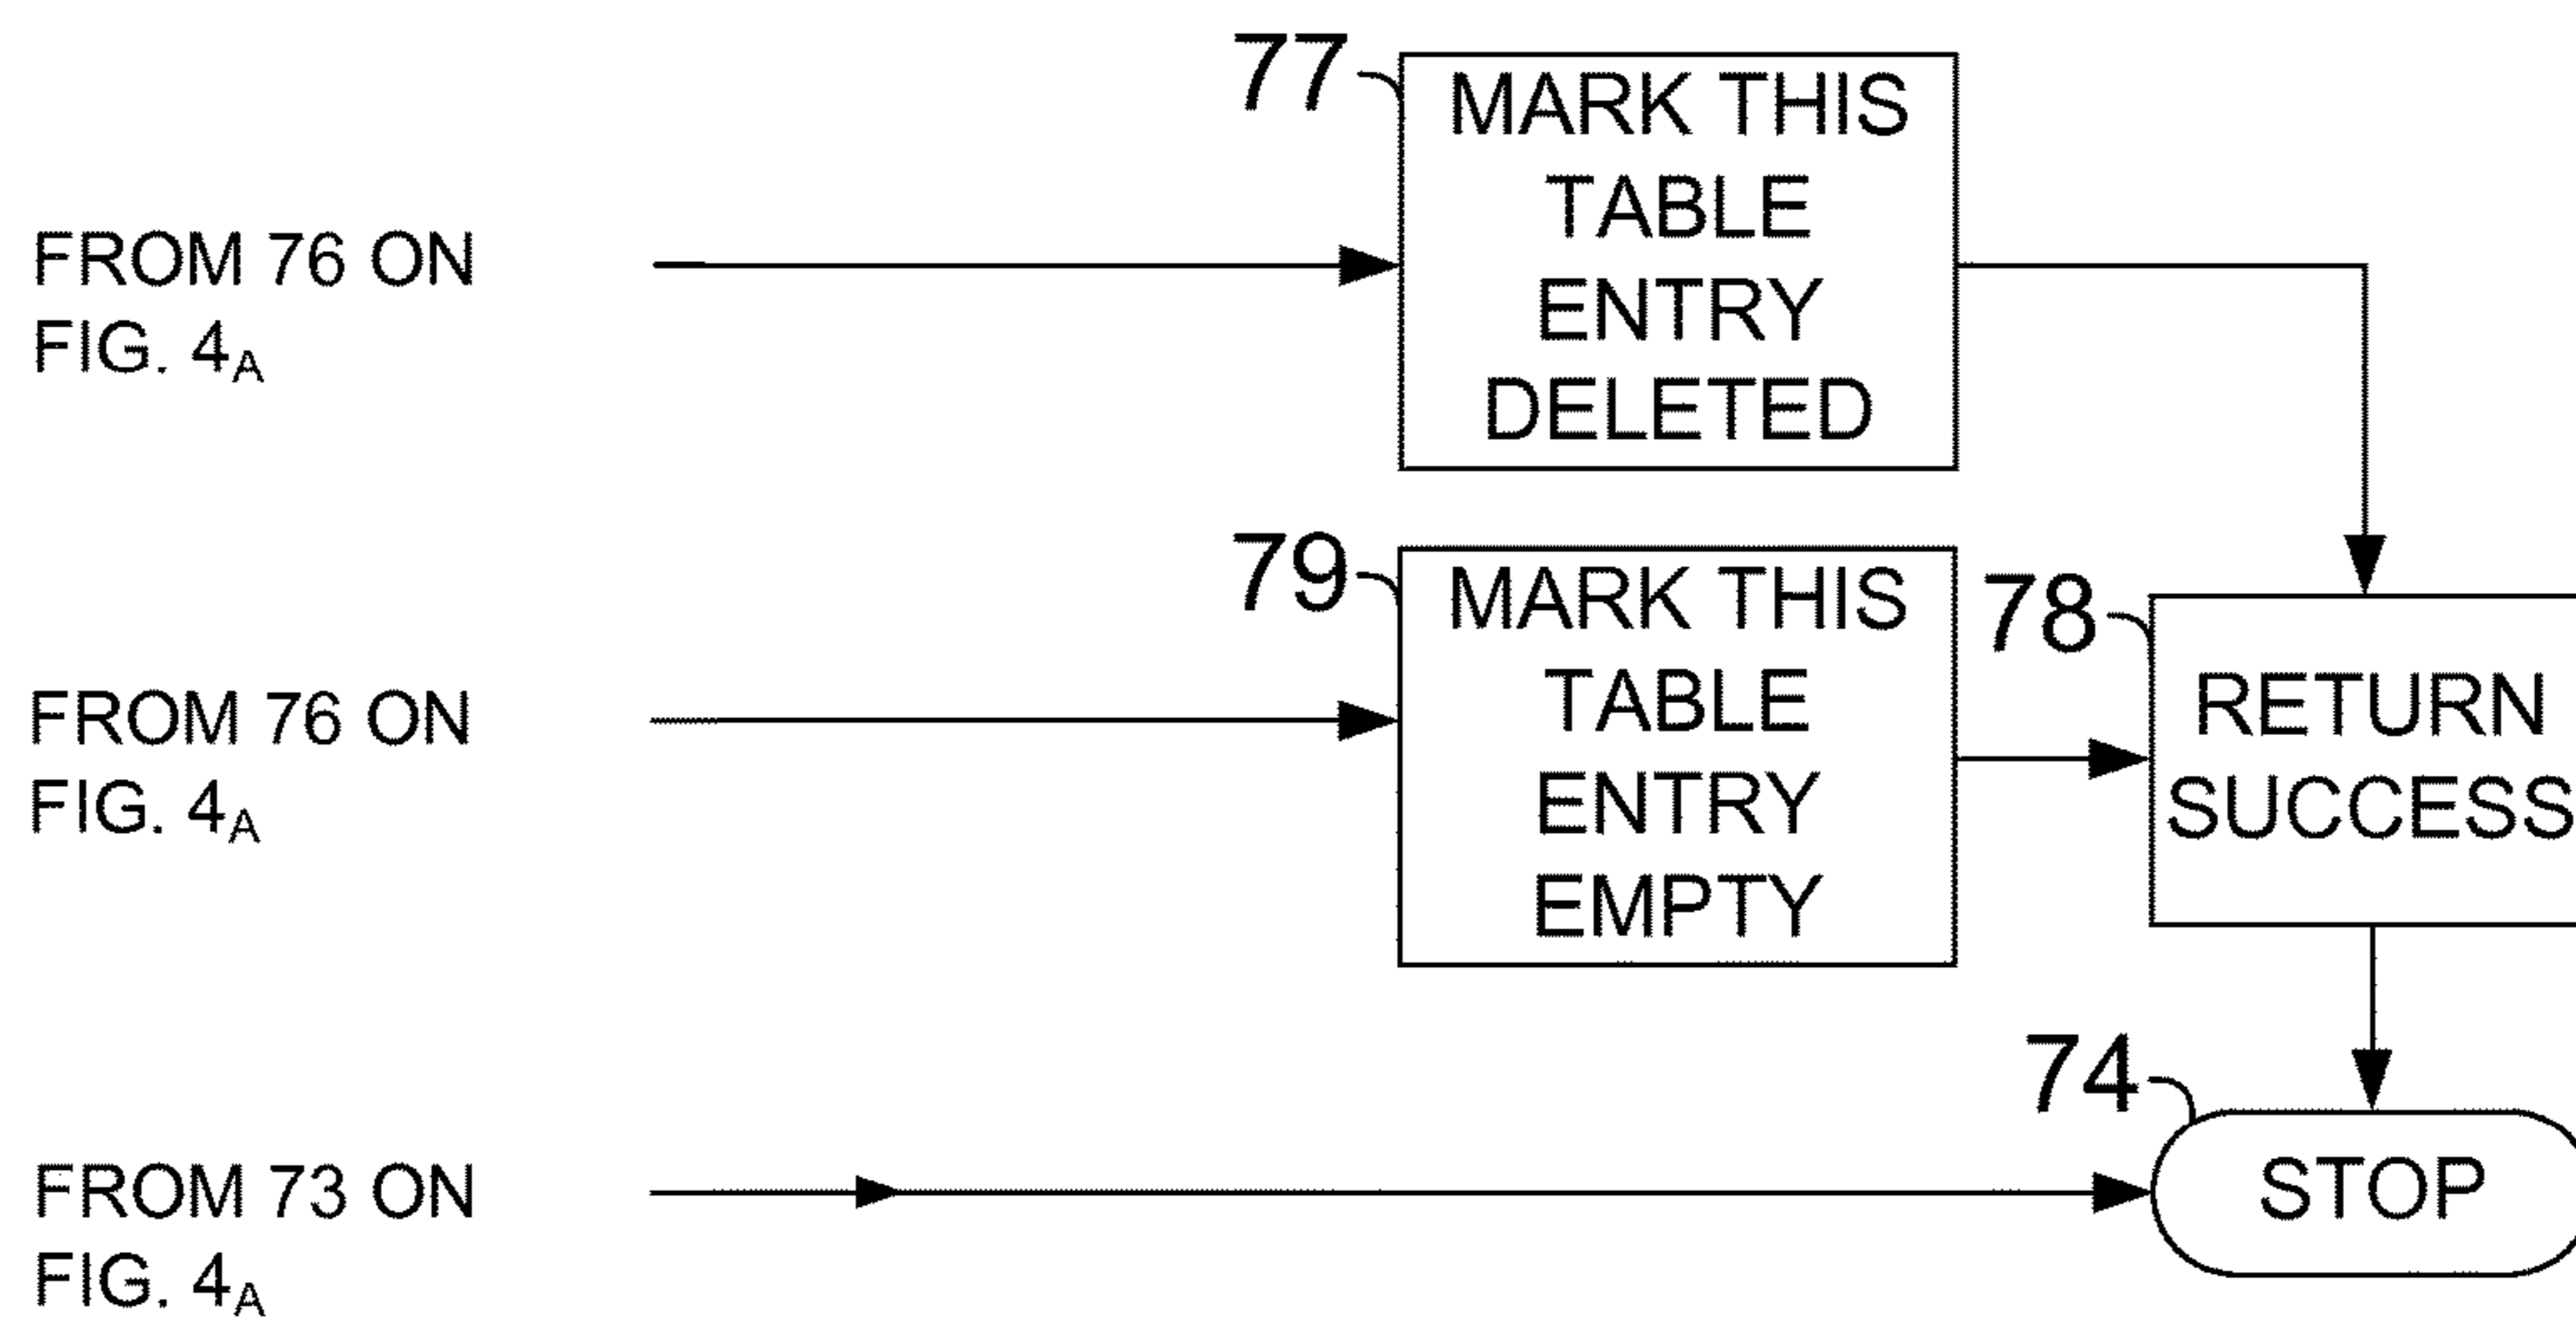 77
MARK THIS
TABLE
ENTRY
DELETED
FROM 76 ON
FIG. 4A
79
MARK THIS
TABLE
ENTRY
EMPTY
78
RETURN
SUCCESS
FROM 76 ON
FIG. 4A
74
STOP
FROM 73 ON
FIG. 4A